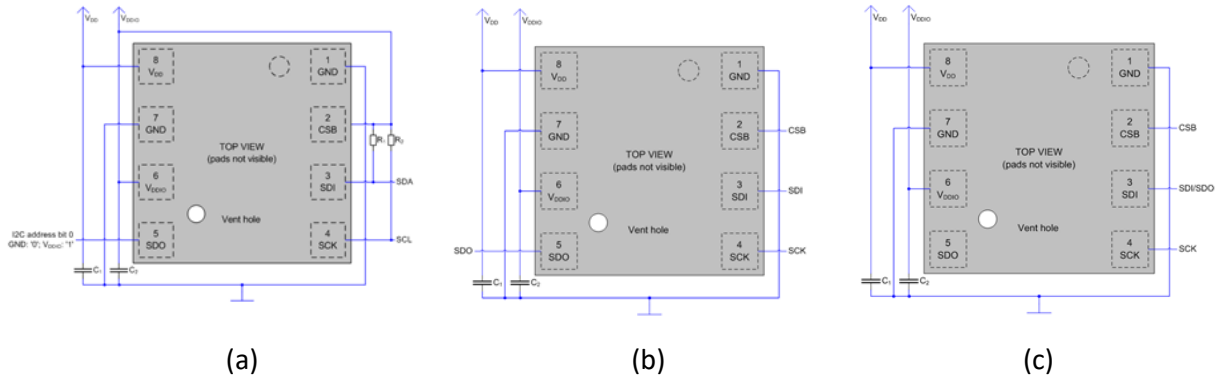 VDD
VDDIO
8
VDD
1
GND
7
GND
2
CSB
R1
R2
TOP VIEW
(pads not visible)
6
VDDIO
3
SDI
SDA
Vent hole
I2C address bit 0
GND: '0'; VDDIO: '1'
5
SDO
4
SCK
SCL
C1
C2
(a)
VDD
VDDIO
8
VDD
1
GND
7
GND
2
CSB
CSB
TOP VIEW
(pads not visible)
6
VDDIO
3
SDI
SDI
Vent hole
SDO
5
SDO
4
SCK
SCK
C1
C2
(b)
VDD
VDDIO
8
VDD
1
GND
7
GND
2
CSB
CSB
TOP VIEW
(pads not visible)
6
VDDIO
3
SDI
SDI/SDO
Vent hole
5
SDO
4
SCK
SCK
C1
C2
(c)